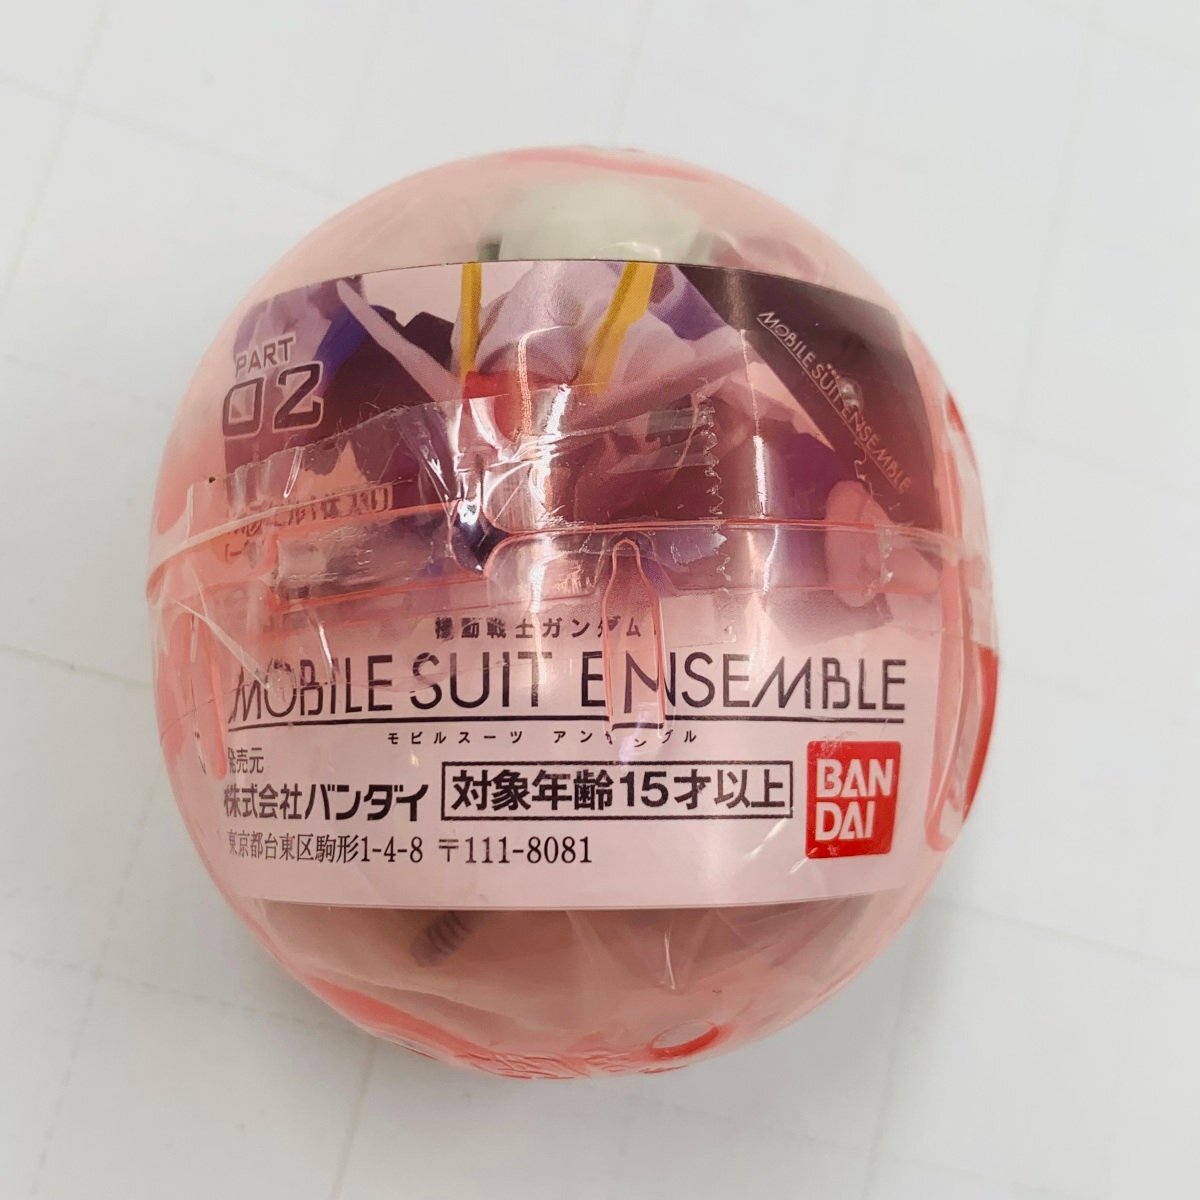 PART
02
MOBILE SUIT ENSEMBLE
機動戦士ガンダム
MOBILE SUIT ENSEMBLE
モビルスーツ アンサンブル
発売元
株式会社バンダイ
対象年齢15才以上
東京都台東区駒形1-4-8 〒111-8081
BAN
DAI